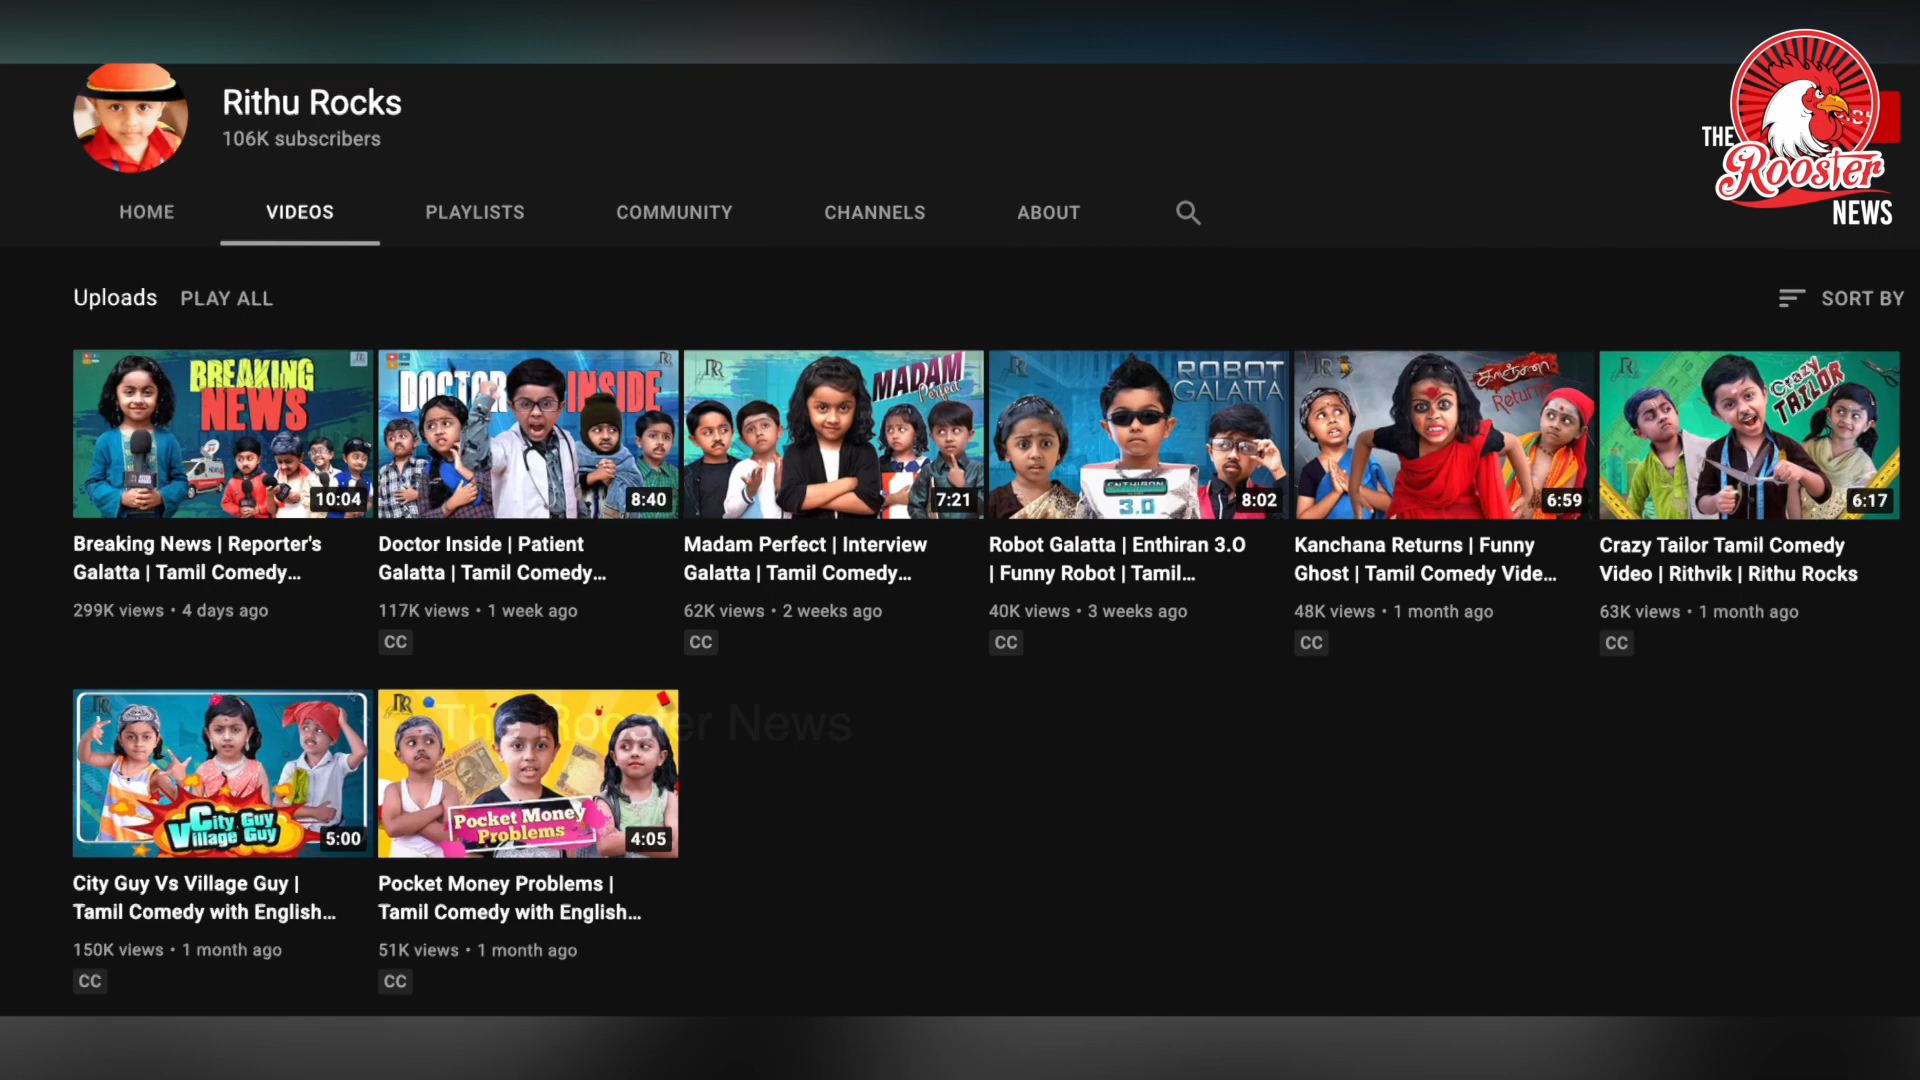 Rithu Rocks
106K subscribers
THE
Rooster
NEWS
HOME
VIDEOS
PLAYLISTS
COMMUNITY
CHANNELS
ABOUT
Uploads PLAY ALL
SORT BY
BREAKING
NEWS
10:04
Breaking News | Reporter's
Galatta | Tamil Comedy...
299K views • 4 days ago
DOCTOR INSIDE
8:40
Doctor Inside | Patient
Galatta | Tamil Comedy...
117K views • 1 week ago
CC
MADAM
Perfect
7:21
Madam Perfect | Interview
Galatta | Tamil Comedy...
62K views • 2 weeks ago
CC
ROBOT
GALATTA
ENTHIRAN
3.0
8:02
Robot Galatta | Enthiran 3.O
| Funny Robot | Tamil...
40K views • 3 weeks ago
CC
காஞ்சனா
Returns
6:59
Kanchana Returns | Funny
Ghost | Tamil Comedy Vide...
48K views • 1 month ago
CC
Crazy
TAILOR
6:17
Crazy Tailor Tamil Comedy
Video | Rithvik | Rithu Rocks
63K views • 1 month ago
CC
City Guy
Village Guy
5:00
City Guy Vs Village Guy |
Tamil Comedy with English...
150K views • 1 month ago
CC
The Rooster News
Pocket Money
Problems
4:05
Pocket Money Problems |
Tamil Comedy with English...
51K views • 1 month ago
CC